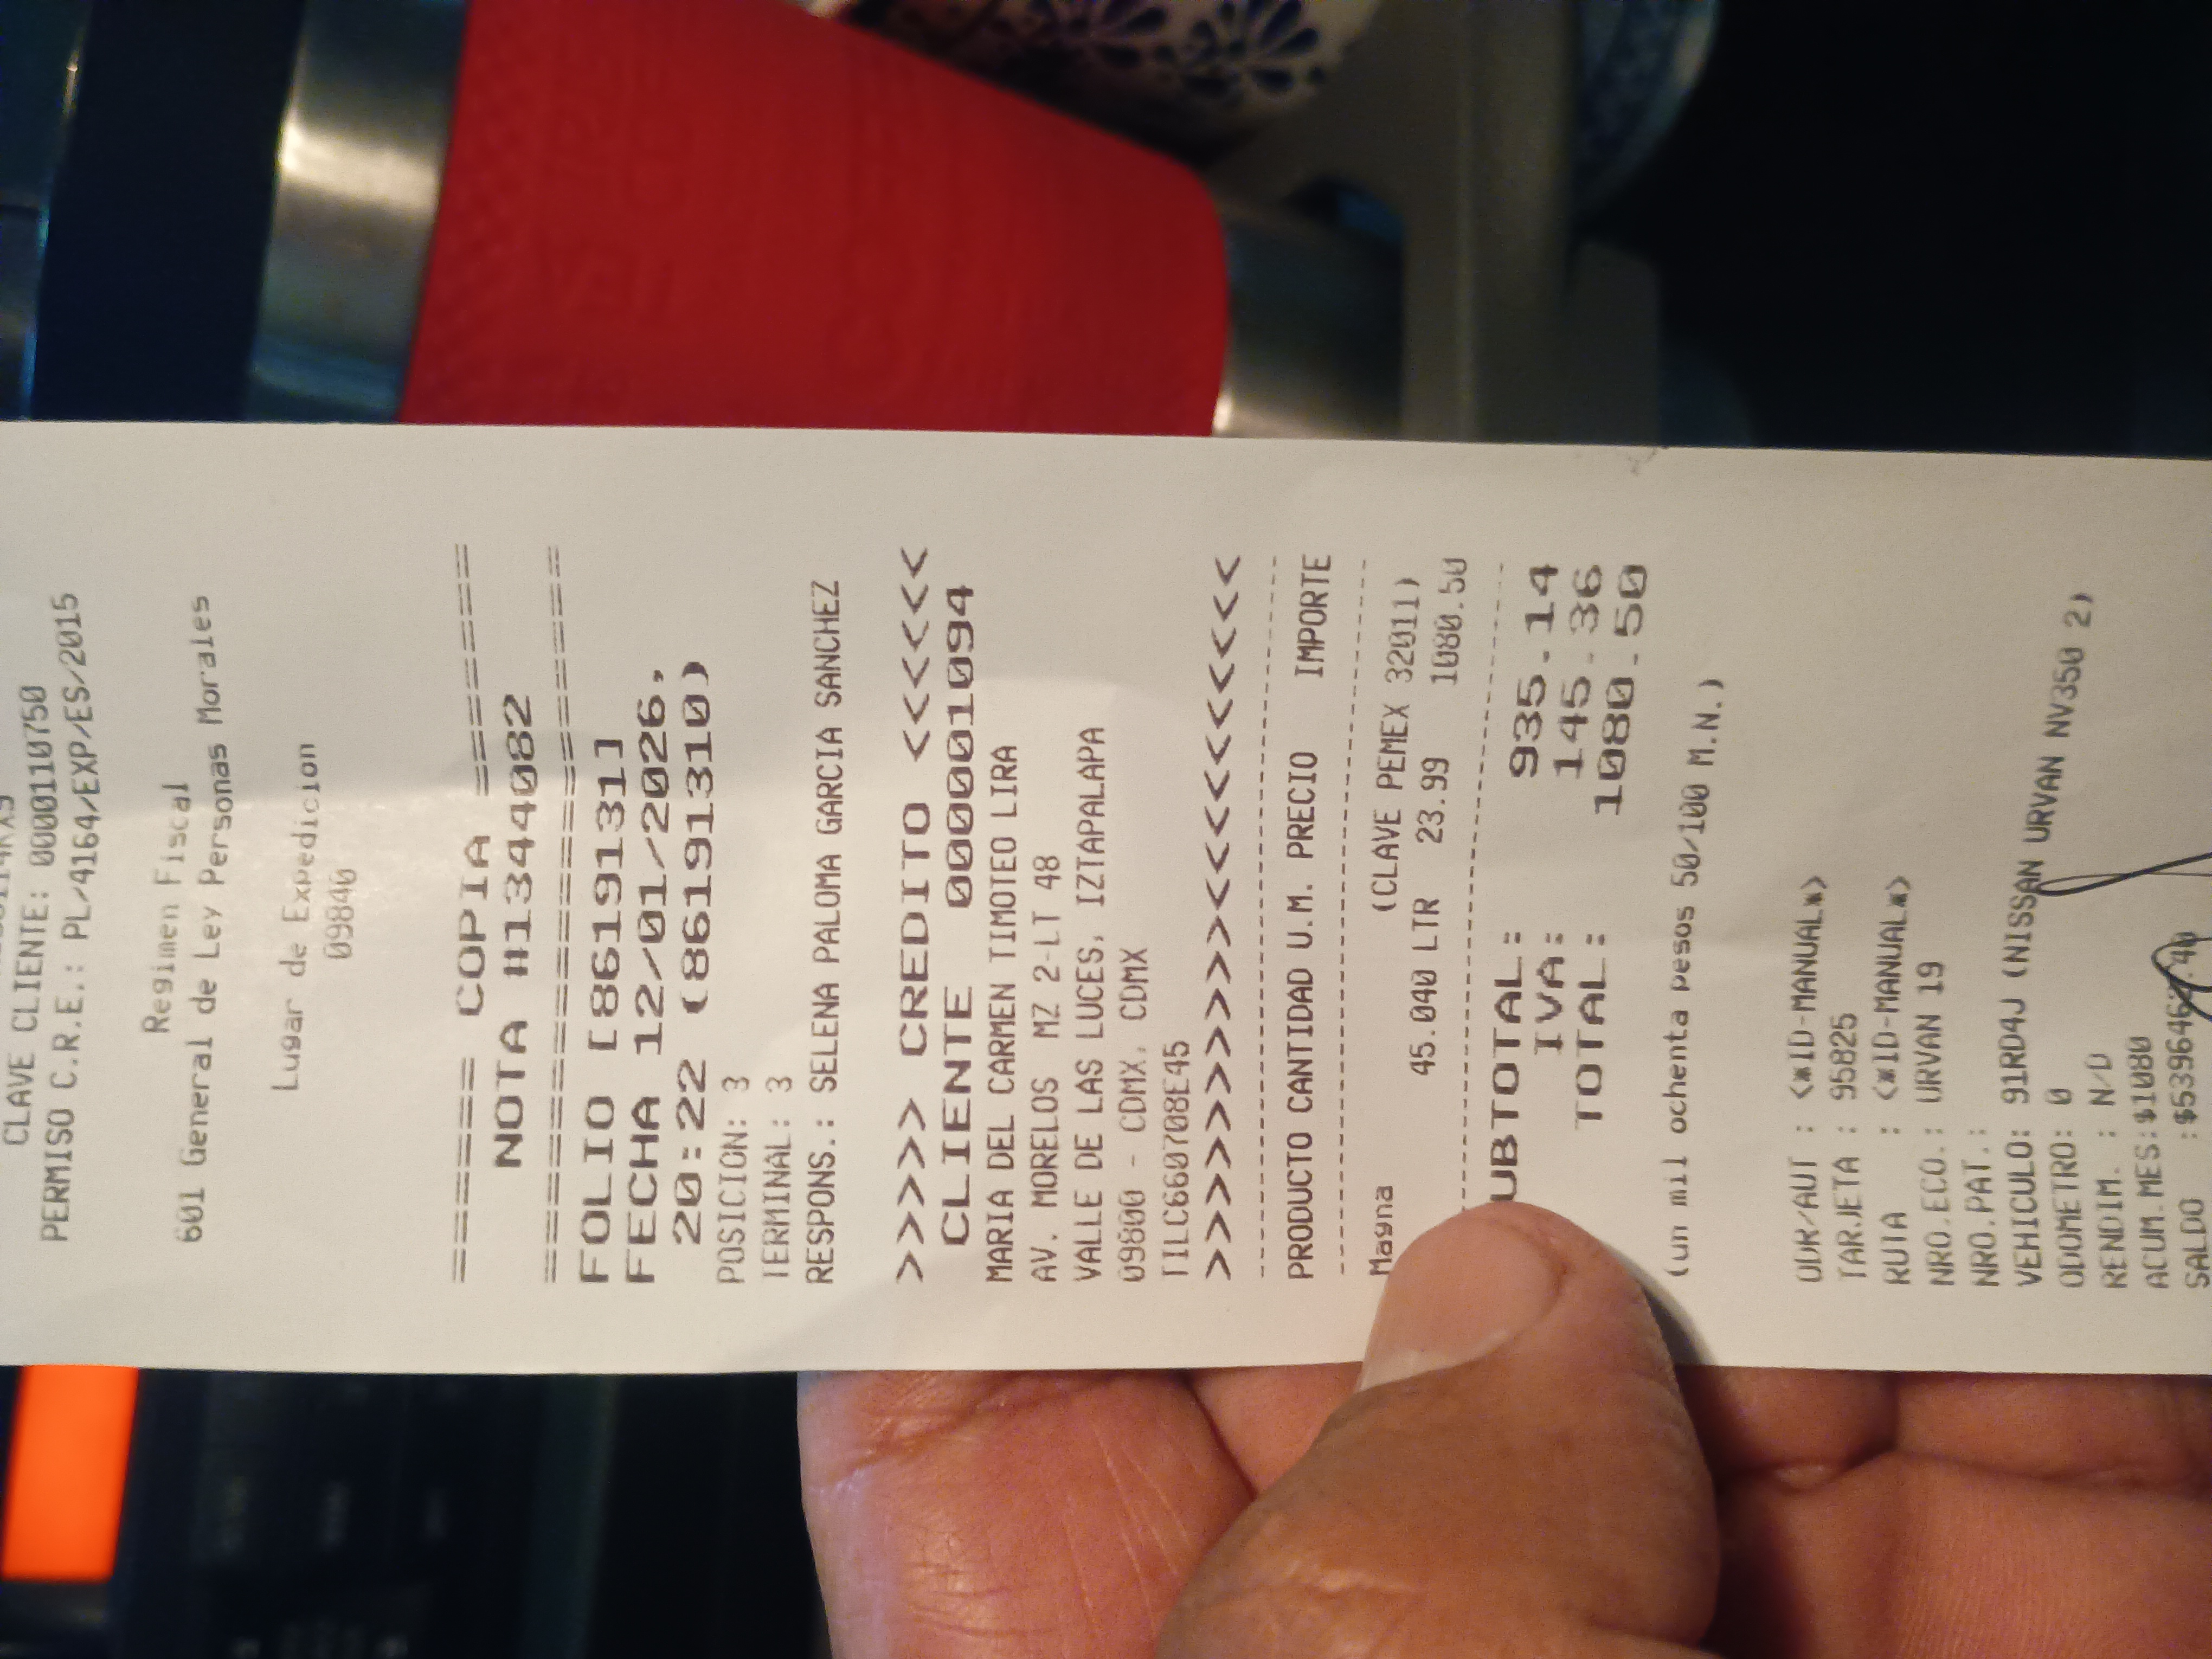 CLAVE CLIENTE: 0000110750
PERMISO C.R.E.: PL/4164/EXP/ES/2015
Regimen Fiscal
601 General de Ley Personas Morales
Lugar de Expedicion
09840
====== COPIA ======
NOTA #1344082
===================
FOLIO [8619131]
FECHA 12/01/2026,
20:22 (86191310)
POSICION: 3
TERMINAL: 3
RESPONS.: SELENA PALOMA GARCIA SANCHEZ
>>>>> CREDITO <<<<<
CLIENTE 0000001094
MARIA DEL CARMEN TIMOTEO LIRA
AV. MORELOS MZ 2-LT 48
VALLE DE LAS LUCES, IZTAPALAPA
09800 - CDMX, CDMX
TILC660708E45
>>>>>>>>>><<<<<<<<<
PRODUCTO CANTIDAD U.M. PRECIO IMPORTE
Magna (CLAVE PEMEX 32011)
45.040 LTR 23.99 1080.50
UBTOTAL: 935.14
IVA: 145.36
TOTAL: 1080.50
(un mil ochenta pesos 50/100 M.N.)
ODR/AUT : <*ID-MANUAL*>
TARJETA : 95825
RUTA : <*ID-MANUAL*>
NRO.ECO.: URVAN 19
NRO.PAT.:
VEHICULO: 91RD4J (NISSAN URVAN NV350 2)
ODOMETRO: 0
RENDIM. : N/D
ACUM.MES:$1080
SALDO